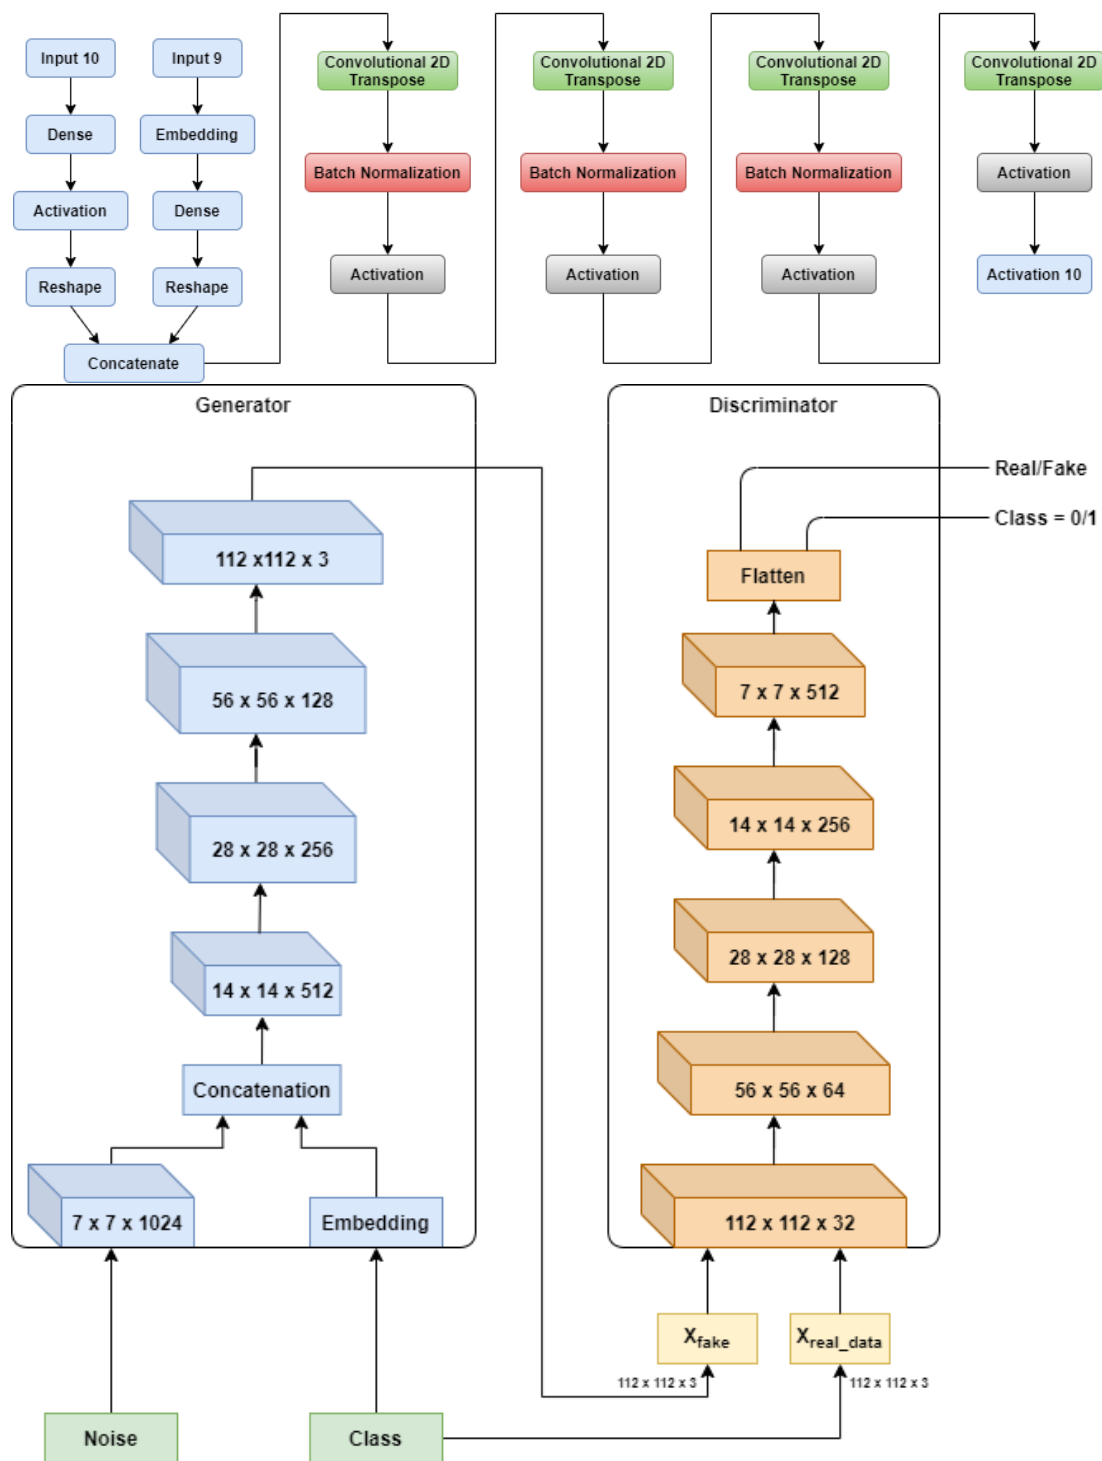 Input 10
Input 9
Convolutional 2D
Transpose
Convolutional 2D
Transpose
Convolutional 2D
Transpose
Convolutional 2D
Transpose
Dense
Embedding
Batch Normalization
Batch Normalization
Batch Normalization
Activation
Activation
Dense
Activation
Activation
Activation
Activation 10
Reshape
Reshape
Concatenate
Generator
Discriminator
Real/Fake
Class = 0/1
112 x112 x 3
Flatten
56 x 56 x 128
7 x 7 x 512
28 x 28 x 256
14 x 14 x 256
14 x 14 x 512
28 x 28 x 128
Concatenation
56 x 56 x 64
7 x 7 x 1024
Embedding
112 x 112 x 32
Xfake
Xreal_data
112 x 112 x 3
112 x 112 x 3
Noise
Class